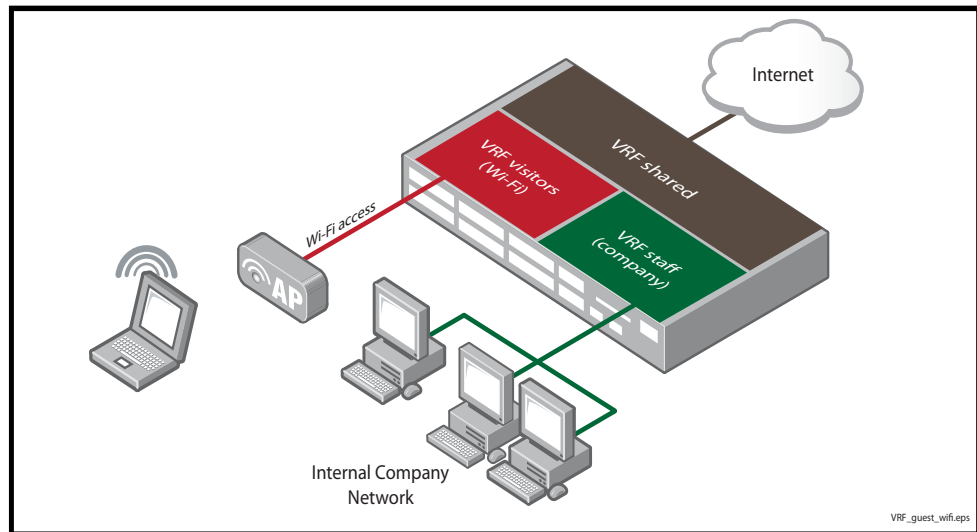 Internet
VRF shared
VRF visitors
(Wi-Fi)
VRF staff
(company)
Wi-Fi access
AP
Internal Company
Network
VRF_guest_wifi.eps